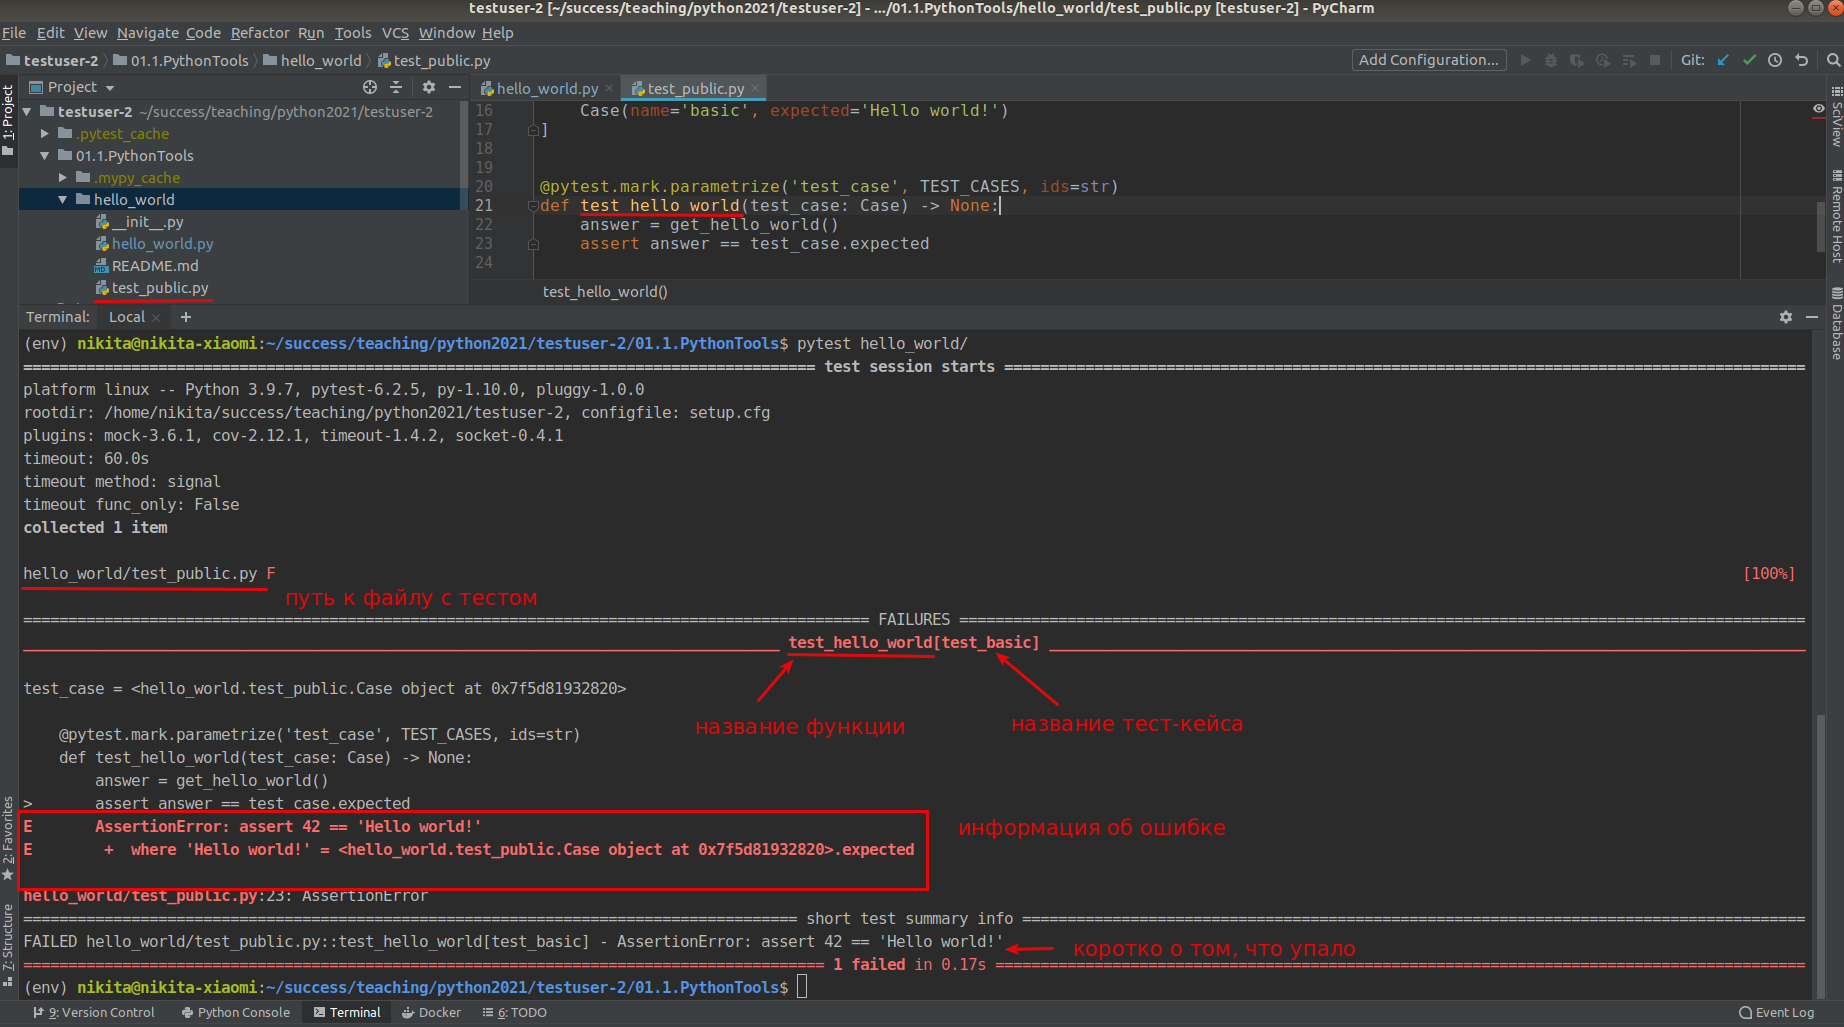 testuser-2 [~/success/teaching/python2021/testuser-2] - .../01.1.PythonTools/hello_world/test_public.py [testuser-2] - PyCharm
File Edit View Navigate Code Refactor Run Tools VCS Window Help
testuser-2 01.1.PythonTools hello_world test_public.py Add Configuration... Git:
Project hello_world.py test_public.py
1: Project
testuser-2 ~/success/teaching/python2021/testuser-2
.pytest_cache
01.1.PythonTools
.mypy_cache
hello_world
__init__.py
hello_world.py
README.md
test_public.py
16 Case(name='basic', expected='Hello world!')
17 ]
18
19
20 @pytest.mark.parametrize('test_case', TEST_CASES, ids=str)
21 def test_hello_world(test_case: Case) -> None:
22 answer = get_hello_world()
23 assert answer == test_case.expected
24
test_hello_world()
SciView
Remote Host
Database
Terminal: Local × +
(env) nikita@nikita-xiaomi:~/success/teaching/python2021/testuser-2/01.1.PythonTools$ pytest hello_world/
test session starts
platform linux -- Python 3.9.7, pytest-6.2.5, py-1.10.0, pluggy-1.0.0
rootdir: /home/nikita/success/teaching/python2021/testuser-2, configfile: setup.cfg
plugins: mock-3.6.1, cov-2.12.1, timeout-1.4.2, socket-0.4.1
timeout: 60.0s
timeout method: signal
timeout func_only: False
collected 1 item
hello_world/test_public.py F [100%]
путь к файлу с тестом
FAILURES
test_hello_world[test_basic]
test_case = <hello_world.test_public.Case object at 0x7f5d81932820>
название функции
название тест-кейса
@pytest.mark.parametrize('test_case', TEST_CASES, ids=str)
def test_hello_world(test_case: Case) -> None:
answer = get_hello_world()
> assert answer == test_case.expected
E AssertionError: assert 42 == 'Hello world!'
E + where 'Hello world!' = <hello_world.test_public.Case object at 0x7f5d81932820>.expected
информация об ошибке
hello_world/test_public.py:23: AssertionError
short test summary info
FAILED hello_world/test_public.py::test_hello_world[test_basic] - AssertionError: assert 42 == 'Hello world!'
коротко о том, что упало
1 failed in 0.17s
(env) nikita@nikita-xiaomi:~/success/teaching/python2021/testuser-2/01.1.PythonTools$
2: Favorites
7: Structure
9: Version Control Python Console Terminal Docker 6: TODO Event Log